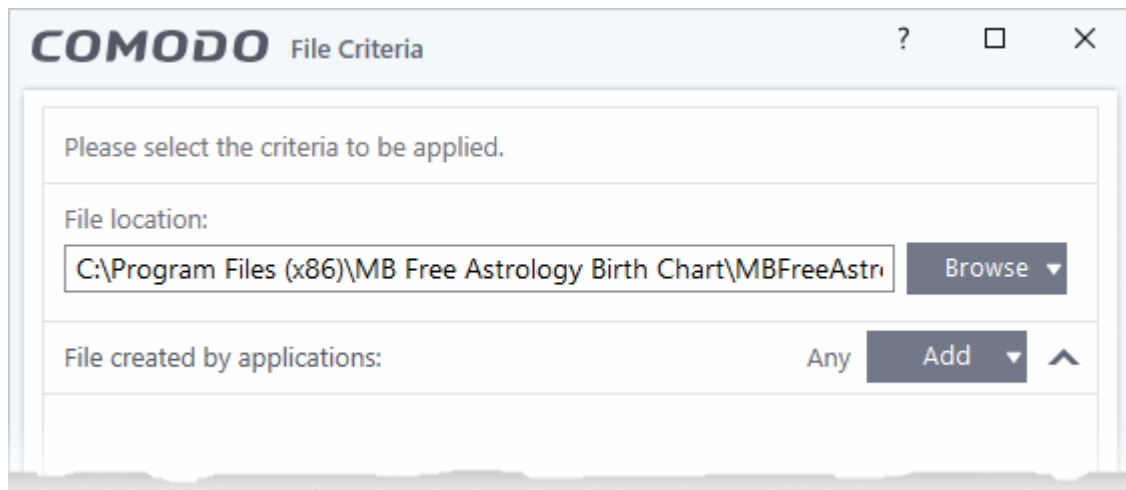 COMODO File Criteria ?
Please select the criteria to be applied.
File location:
C:\Program Files (x86)\MB Free Astrology Birth Chart\MBFreeAstr Browse
File created by applications: Any Add